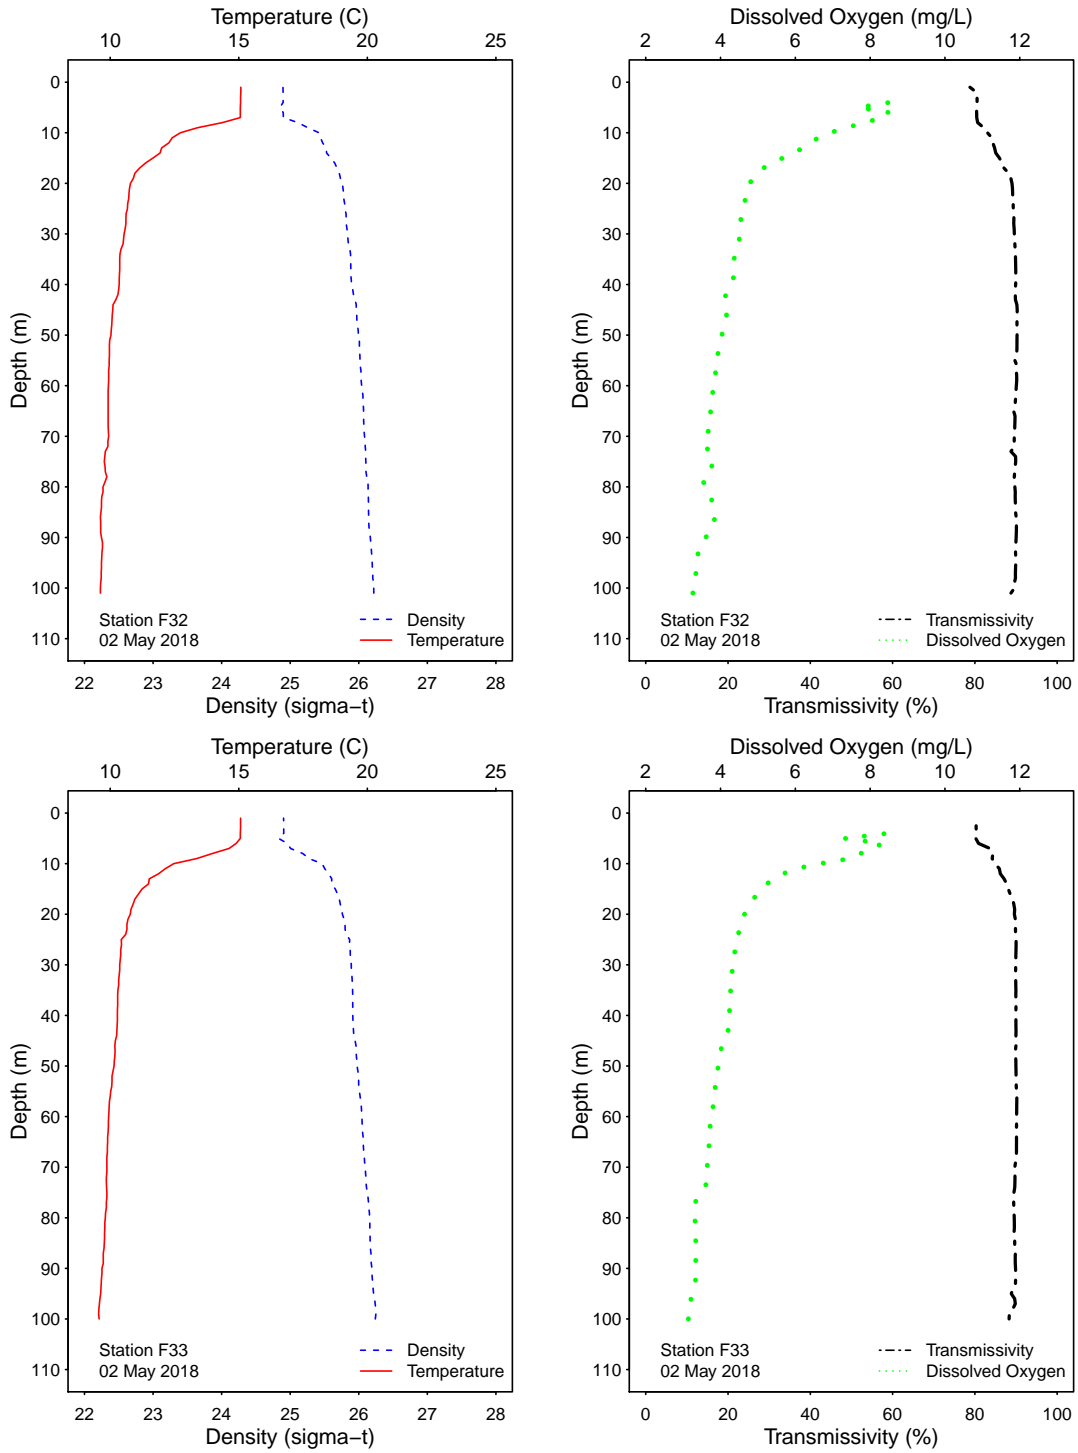 Temperature (C)
10 15 20 25
0
10
20
30
40
50
60
70
80
90
100
110
Depth (m)
Station F32
02 May 2018
Density
Temperature
22 23 24 25 26 27 28
Density (sigma−t)
Dissolved Oxygen (mg/L)
2 4 6 8 10 12
0
10
20
30
40
50
60
70
80
90
100
110
Depth (m)
Station F32
02 May 2018
Transmissivity
Dissolved Oxygen
0 20 40 60 80 100
Transmissivity (%)
Temperature (C)
10 15 20 25
0
10
20
30
40
50
60
70
80
90
100
110
Depth (m)
Station F33
02 May 2018
Density
Temperature
22 23 24 25 26 27 28
Density (sigma−t)
Dissolved Oxygen (mg/L)
2 4 6 8 10 12
0
10
20
30
40
50
60
70
80
90
100
110
Depth (m)
Station F33
02 May 2018
Transmissivity
Dissolved Oxygen
0 20 40 60 80 100
Transmissivity (%)